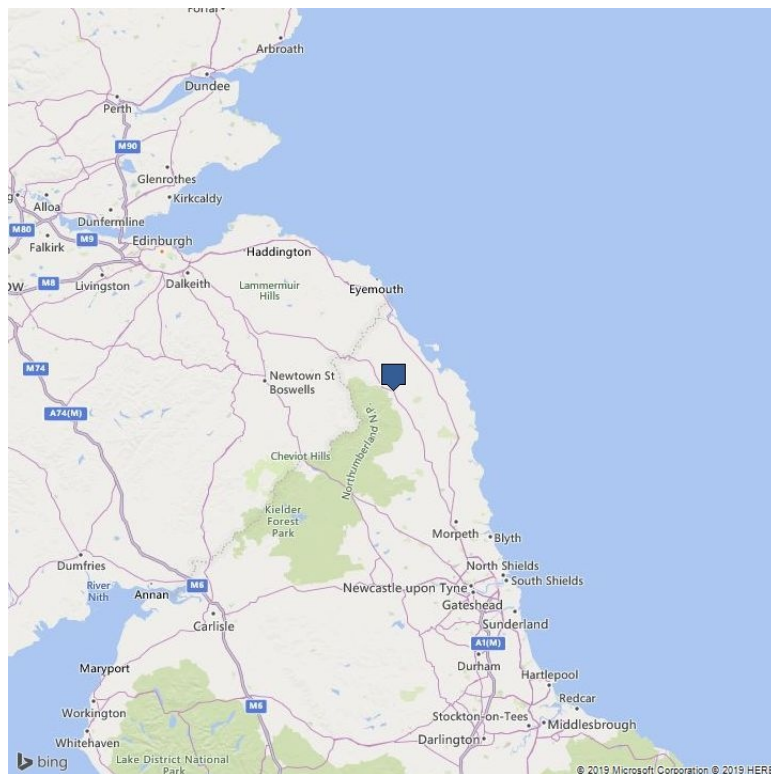 Forfar
Arbroath
Dundee
Perth
M90
Glenrothes
Kirkcaldy
Alloa
Dunfermline
M80
M9
Edinburgh
Falkirk
Haddington
M8
Livingston
Dalkeith
Lammermuir
Hills
Eyemouth
M74
Newtown St
Boswells
A74(M)
Northumberland N.P.
Cheviot Hills
Kielder
Forest
Park
Morpeth
Blyth
Dumfries
North Shields
South Shields
River
Nith
Annan
M6
Newcastle upon Tyne
Gateshead
Carlisle
Sunderland
A1(M)
Maryport
Durham
Hartlepool
M6
Redcar
Workington
Stockton-on-Tees
Middlesbrough
Whitehaven
Darlington
Lake District National
Park
bing
© 2019 Microsoft Corporation © 2019 HERE